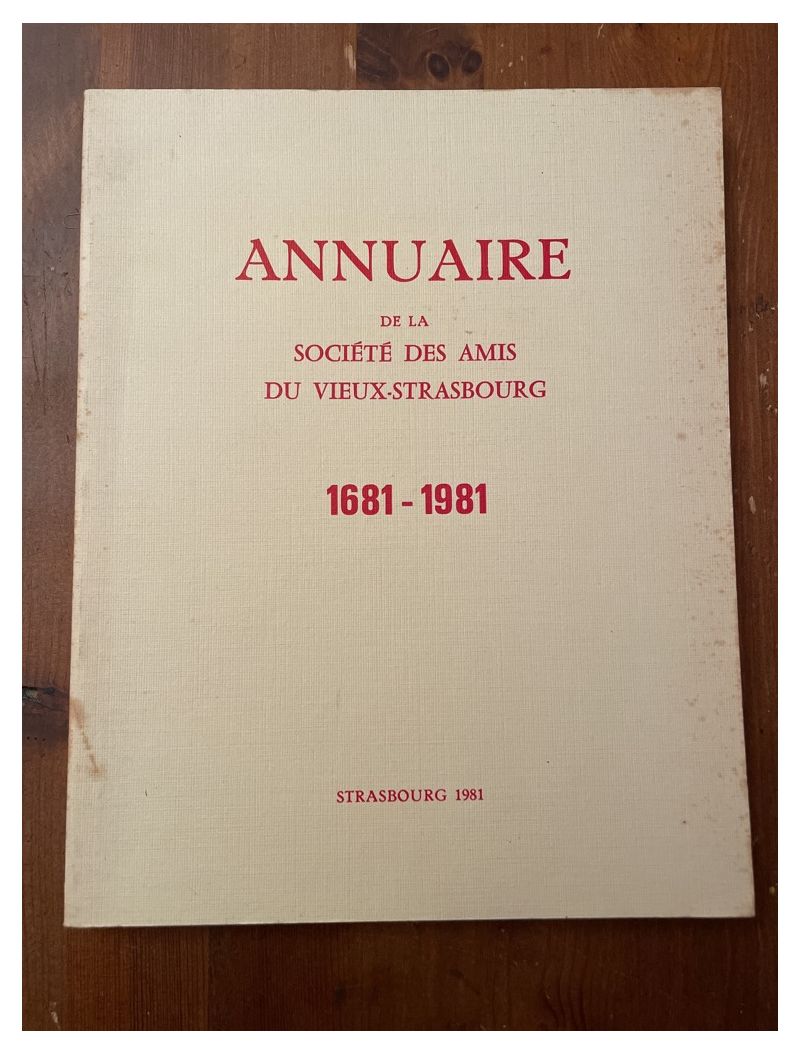 ANNUAIRE
DE LA
SOCIÉTÉ DES AMIS
DU VIEUX-STRASBOURG
1681-1981
STRASBOURG 1981